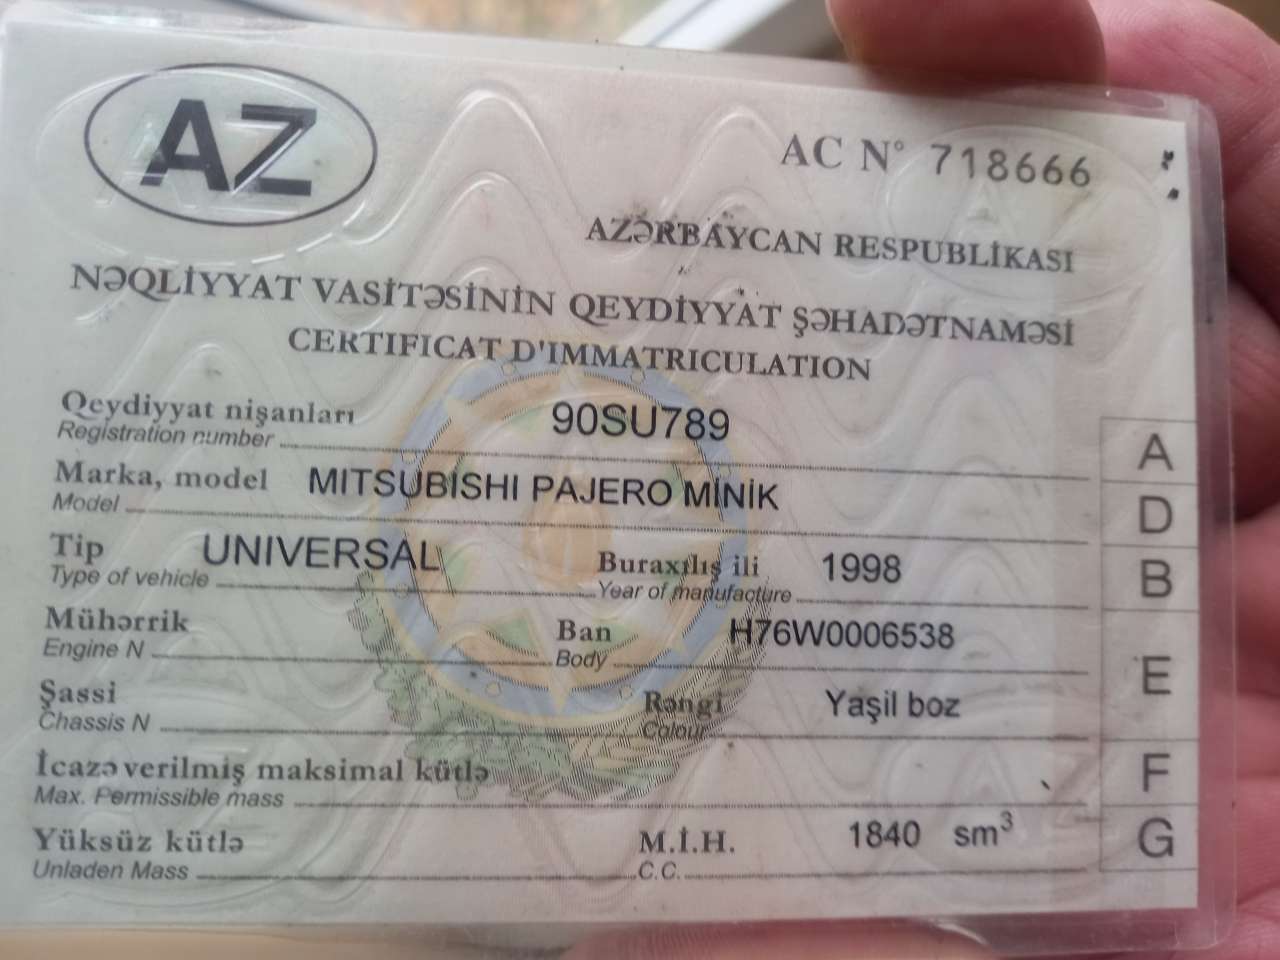 AZ
AC N° 718666
AZƏRBAYCAN RESPUBLİKASI
NƏQLİYYAT VASİTƏSİNİN QEYDİYYAT ŞƏHADƏTNAMƏSİ
CERTIFICAT D'IMMATRICULATION
Qeydiyyat nişanları 90SU789
Registration number
A
Marka, model MITSUBISHI PAJERO MİNİK
Model
D
Tip UNIVERSAL Buraxılış ili 1998
Type of vehicle Year of manufacture
B
Mühərrik Ban H76W0006538
Engine N Body
E
Şassi Rəngi Yaşil boz
Chassis N Colour
İcazə verilmiş maksimal kütlə
Max. Permissible mass
F
Yüksüz kütlə M.İ.H. 1840 sm³
Unladen Mass C.C.
G